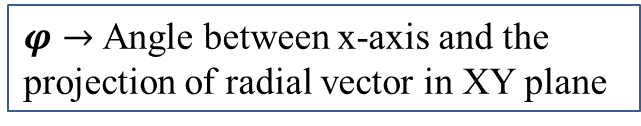 φ → Angle between x-axis and the
projection of radial vector in XY plane